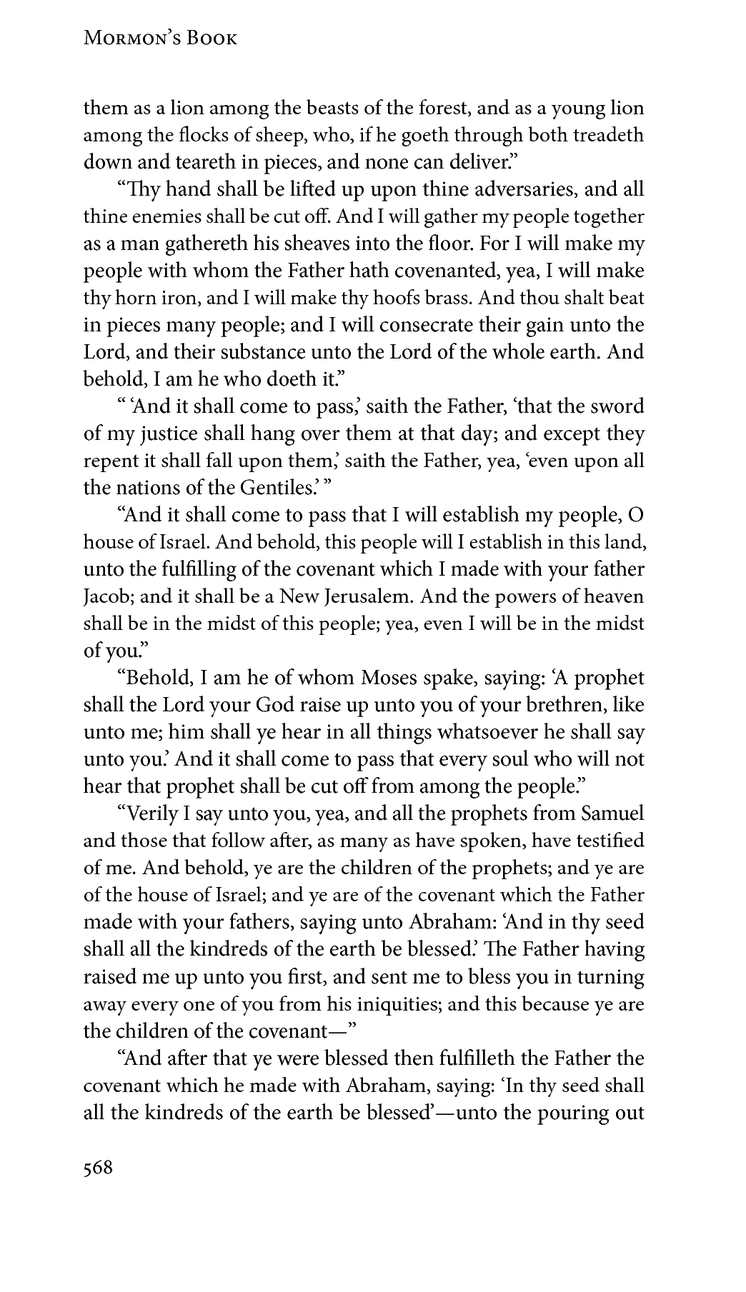 Mormon’s Book
them as a lion among the beasts of the forest, and as a young lion
among the flocks of sheep, who, if he goeth through both treadeth
down and teareth in pieces, and none can deliver.”
“Thy hand shall be lifted up upon thine adversaries, and all
thine enemies shall be cut off. And I will gather my people together
as a man gathereth his sheaves into the floor. For I will make my
people with whom the Father hath covenanted, yea, I will make
thy horn iron, and I will make thy hoofs brass. And thou shalt beat
in pieces many people; and I will consecrate their gain unto the
Lord, and their substance unto the Lord of the whole earth. And
behold, I am he who doeth it.”
“ ‘And it shall come to pass,’ saith the Father, ‘that the sword
of my justice shall hang over them at that day; and except they
repent it shall fall upon them,’ saith the Father, yea, ‘even upon all
the nations of the Gentiles.’ ”
“And it shall come to pass that I will establish my people, O
house of Israel. And behold, this people will I establish in this land,
unto the fulfilling of the covenant which I made with your father
Jacob; and it shall be a New Jerusalem. And the powers of heaven
shall be in the midst of this people; yea, even I will be in the midst
of you.”
“Behold, I am he of whom Moses spake, saying: ‘A prophet
shall the Lord your God raise up unto you of your brethren, like
unto me; him shall ye hear in all things whatsoever he shall say
unto you.’ And it shall come to pass that every soul who will not
hear that prophet shall be cut off from among the people.”
“Verily I say unto you, yea, and all the prophets from Samuel
and those that follow after, as many as have spoken, have testified
of me. And behold, ye are the children of the prophets; and ye are
of the house of Israel; and ye are of the covenant which the Father
made with your fathers, saying unto Abraham: ‘And in thy seed
shall all the kindreds of the earth be blessed.’ The Father having
raised me up unto you first, and sent me to bless you in turning
away every one of you from his iniquities; and this because ye are
the children of the covenant—”
“And after that ye were blessed then fulfilleth the Father the
covenant which he made with Abraham, saying: ‘In thy seed shall
all the kindreds of the earth be blessed’—unto the pouring out
568